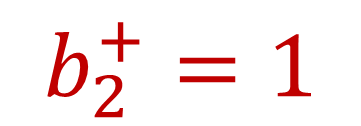 b₂⁺ = 1